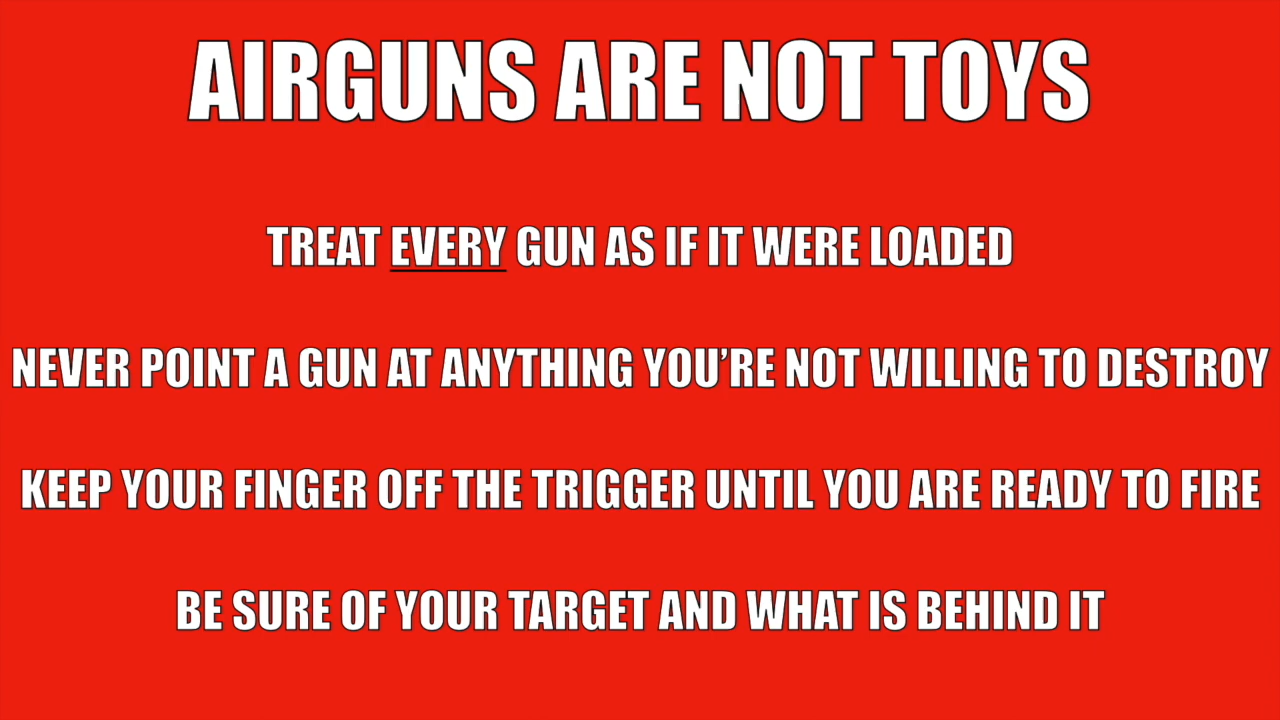 AIRGUNS ARE NOT TOYS
TREAT EVERY GUN AS IF IT WERE LOADED
NEVER POINT A GUN AT ANYTHING YOU’RE NOT WILLING TO DESTROY
KEEP YOUR FINGER OFF THE TRIGGER UNTIL YOU ARE READY TO FIRE
BE SURE OF YOUR TARGET AND WHAT IS BEHIND IT